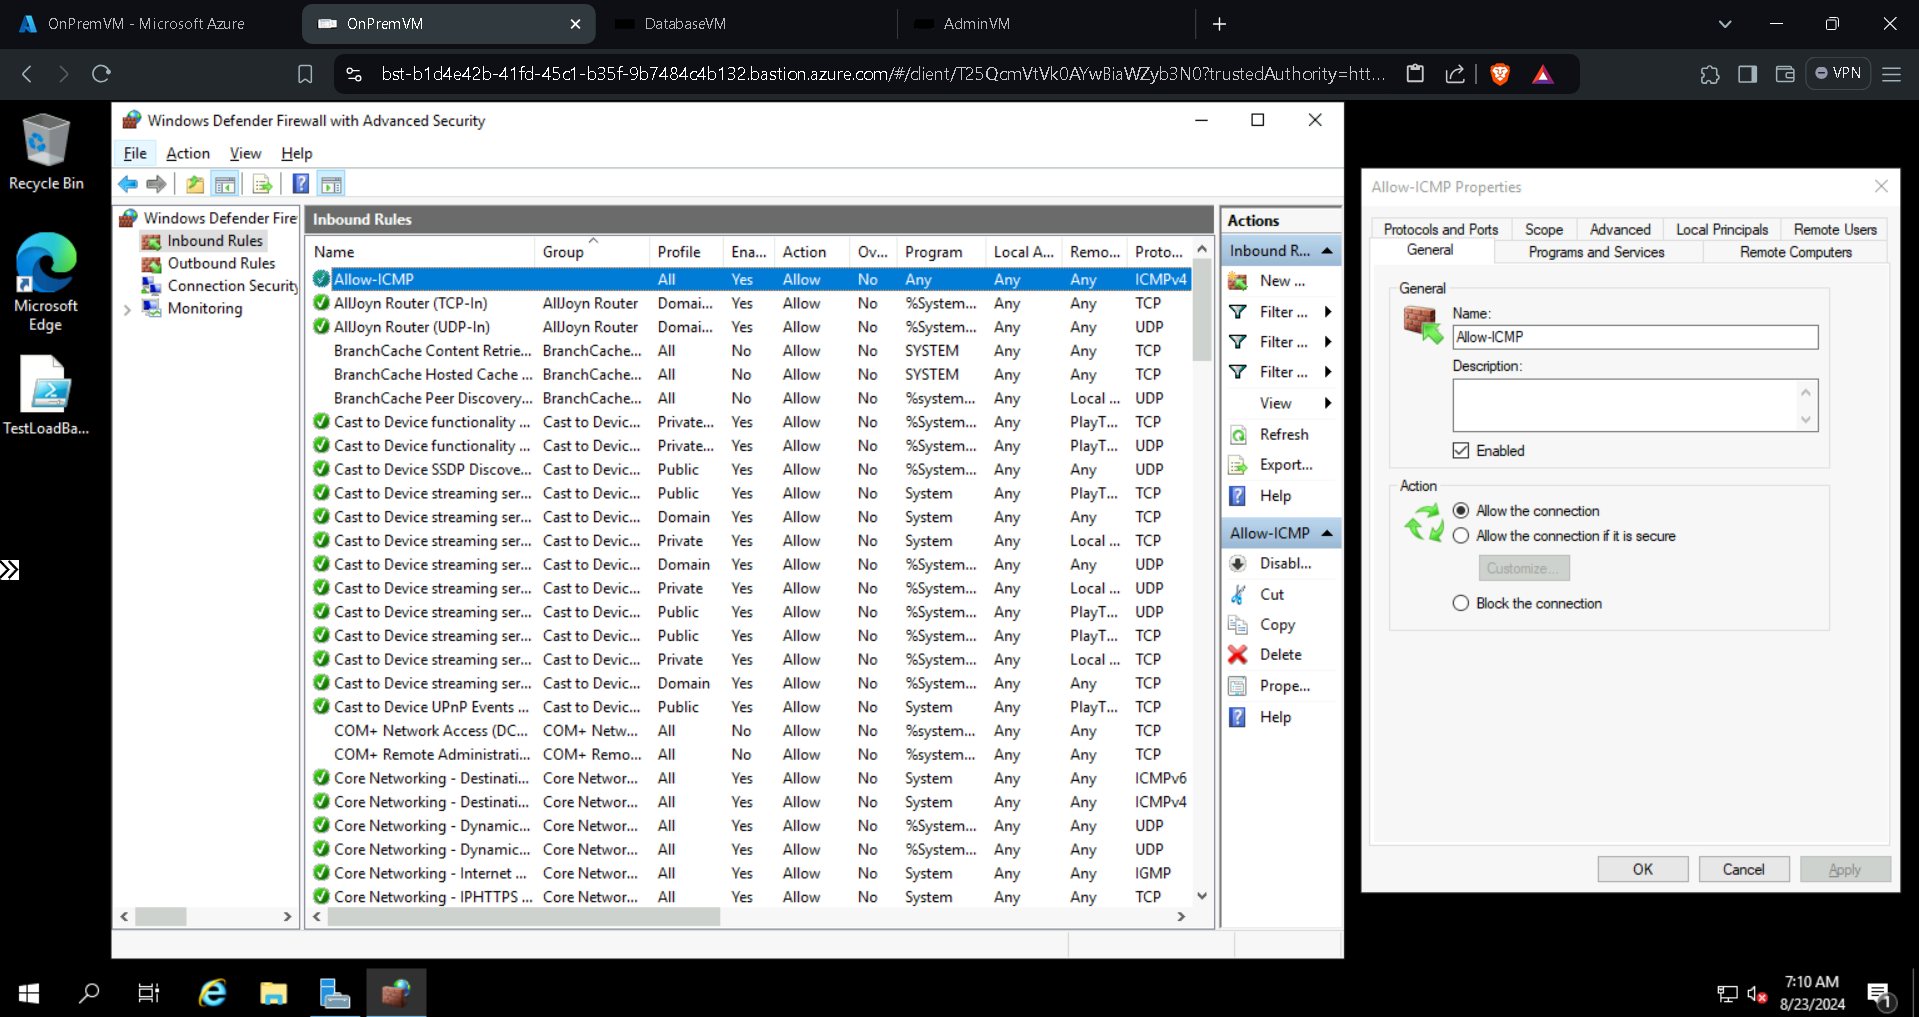 OnPremVM - Microsoft Azure
OnPremVM
DatabaseVM
AdminVM
bst-b1d4e42b-41fd-45c1-b35f-9b7484c4b132.bastion.azure.com/#/client/T25QcmVtVk0AYwBiaWZyb3N0?trustedAuthority=htt...
VPN
Recycle Bin
Microsoft
Edge
TestLoadBa...
Windows Defender Firewall with Advanced Security
File Action View Help
Windows Defender Fire
Inbound Rules
Outbound Rules
Connection Security
Monitoring
Inbound Rules
Name Group Profile Ena... Action Ov... Program Local A... Remo... Proto...
Allow-ICMP All Yes Allow No Any Any Any ICMPv4
AllJoyn Router (TCP-In) AllJoyn Router Domai... Yes Allow No %System... Any Any TCP
AllJoyn Router (UDP-In) AllJoyn Router Domai... Yes Allow No %System... Any Any UDP
BranchCache Content Retrie... BranchCache... All No Allow No SYSTEM Any Any TCP
BranchCache Hosted Cache ... BranchCache... All No Allow No SYSTEM Any Any TCP
BranchCache Peer Discovery... BranchCache... All No Allow No %system... Any Local ... UDP
Cast to Device functionality ... Cast to Devic... Private... Yes Allow No %System... Any PlayT... TCP
Cast to Device functionality ... Cast to Devic... Private... Yes Allow No %System... Any PlayT... UDP
Cast to Device SSDP Discove... Cast to Devic... Public Yes Allow No %System... Any Any UDP
Cast to Device streaming ser... Cast to Devic... Public Yes Allow No System Any PlayT... TCP
Cast to Device streaming ser... Cast to Devic... Domain Yes Allow No System Any Any TCP
Cast to Device streaming ser... Cast to Devic... Private Yes Allow No System Any Local ... TCP
Cast to Device streaming ser... Cast to Devic... Domain Yes Allow No %System... Any Any UDP
Cast to Device streaming ser... Cast to Devic... Private Yes Allow No %System... Any Local ... UDP
Cast to Device streaming ser... Cast to Devic... Public Yes Allow No %System... Any PlayT... UDP
Cast to Device streaming ser... Cast to Devic... Public Yes Allow No %System... Any PlayT... TCP
Cast to Device streaming ser... Cast to Devic... Private Yes Allow No %System... Any Local ... TCP
Cast to Device streaming ser... Cast to Devic... Domain Yes Allow No %System... Any Any TCP
Cast to Device UPnP Events ... Cast to Devic... Public Yes Allow No System Any PlayT... TCP
COM+ Network Access (DC... COM+ Netw... All No Allow No %system... Any Any TCP
COM+ Remote Administrati... COM+ Remo... All No Allow No %system... Any Any TCP
Core Networking - Destinati... Core Networ... All Yes Allow No System Any Any ICMPv6
Core Networking - Destinati... Core Networ... All Yes Allow No System Any Any ICMPv4
Core Networking - Dynamic... Core Networ... All Yes Allow No %System... Any Any UDP
Core Networking - Dynamic... Core Networ... All Yes Allow No %System... Any Any UDP
Core Networking - Internet ... Core Networ... All Yes Allow No System Any Any IGMP
Core Networking - IPHTTPS ... Core Networ... All Yes Allow No System Any Any TCP
Actions
Inbound R...
New ...
Filter ...
Filter ...
Filter ...
View
Refresh
Export...
Help
Allow-ICMP
Disabl...
Cut
Copy
Delete
Prope...
Help
Allow-ICMP Properties
Protocols and Ports Scope Advanced Local Principals Remote Users
General Programs and Services Remote Computers
General
Name:
Allow-ICMP
Description:
Enabled
Action
Allow the connection
Allow the connection if it is secure
Customize...
Block the connection
OK Cancel Apply
7:10 AM
8/23/2024
1